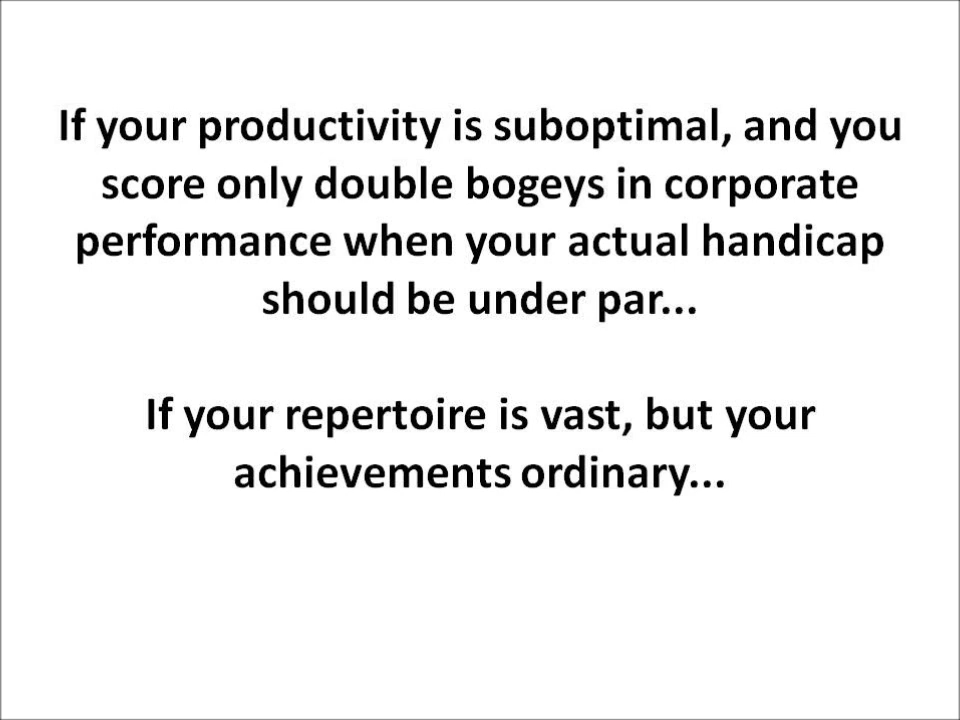 If your productivity is suboptimal, and you
score only double bogeys in corporate
performance when your actual handicap
should be under par...
If your repertoire is vast, but your
achievements ordinary...